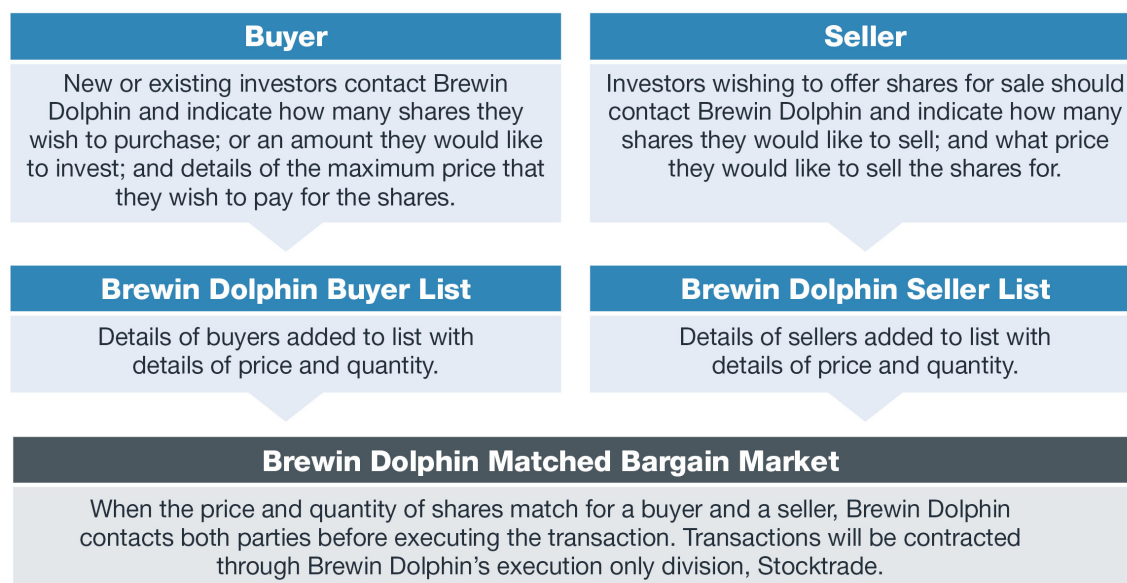 Buyer
New or existing investors contact Brewin
Dolphin and indicate how many shares they
wish to purchase; or an amount they would like
to invest; and details of the maximum price that
they wish to pay for the shares.
Seller
Investors wishing to offer shares for sale should
contact Brewin Dolphin and indicate how many
shares they would like to sell; and what price
they would like to sell the shares for.
Brewin Dolphin Buyer List
Details of buyers added to list with
details of price and quantity.
Brewin Dolphin Seller List
Details of sellers added to list with
details of price and quantity.
Brewin Dolphin Matched Bargain Market
When the price and quantity of shares match for a buyer and a seller, Brewin Dolphin
contacts both parties before executing the transaction. Transactions will be contracted
through Brewin Dolphin’s execution only division, Stocktrade.